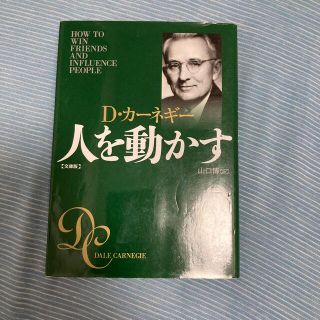 HOW TO
WIN
FRIENDS
AND
INFLUENCE
PEOPLE
D・カーネギー
人を動かす
【文庫版】
山口博 訳
DC
DALE CARNEGIE